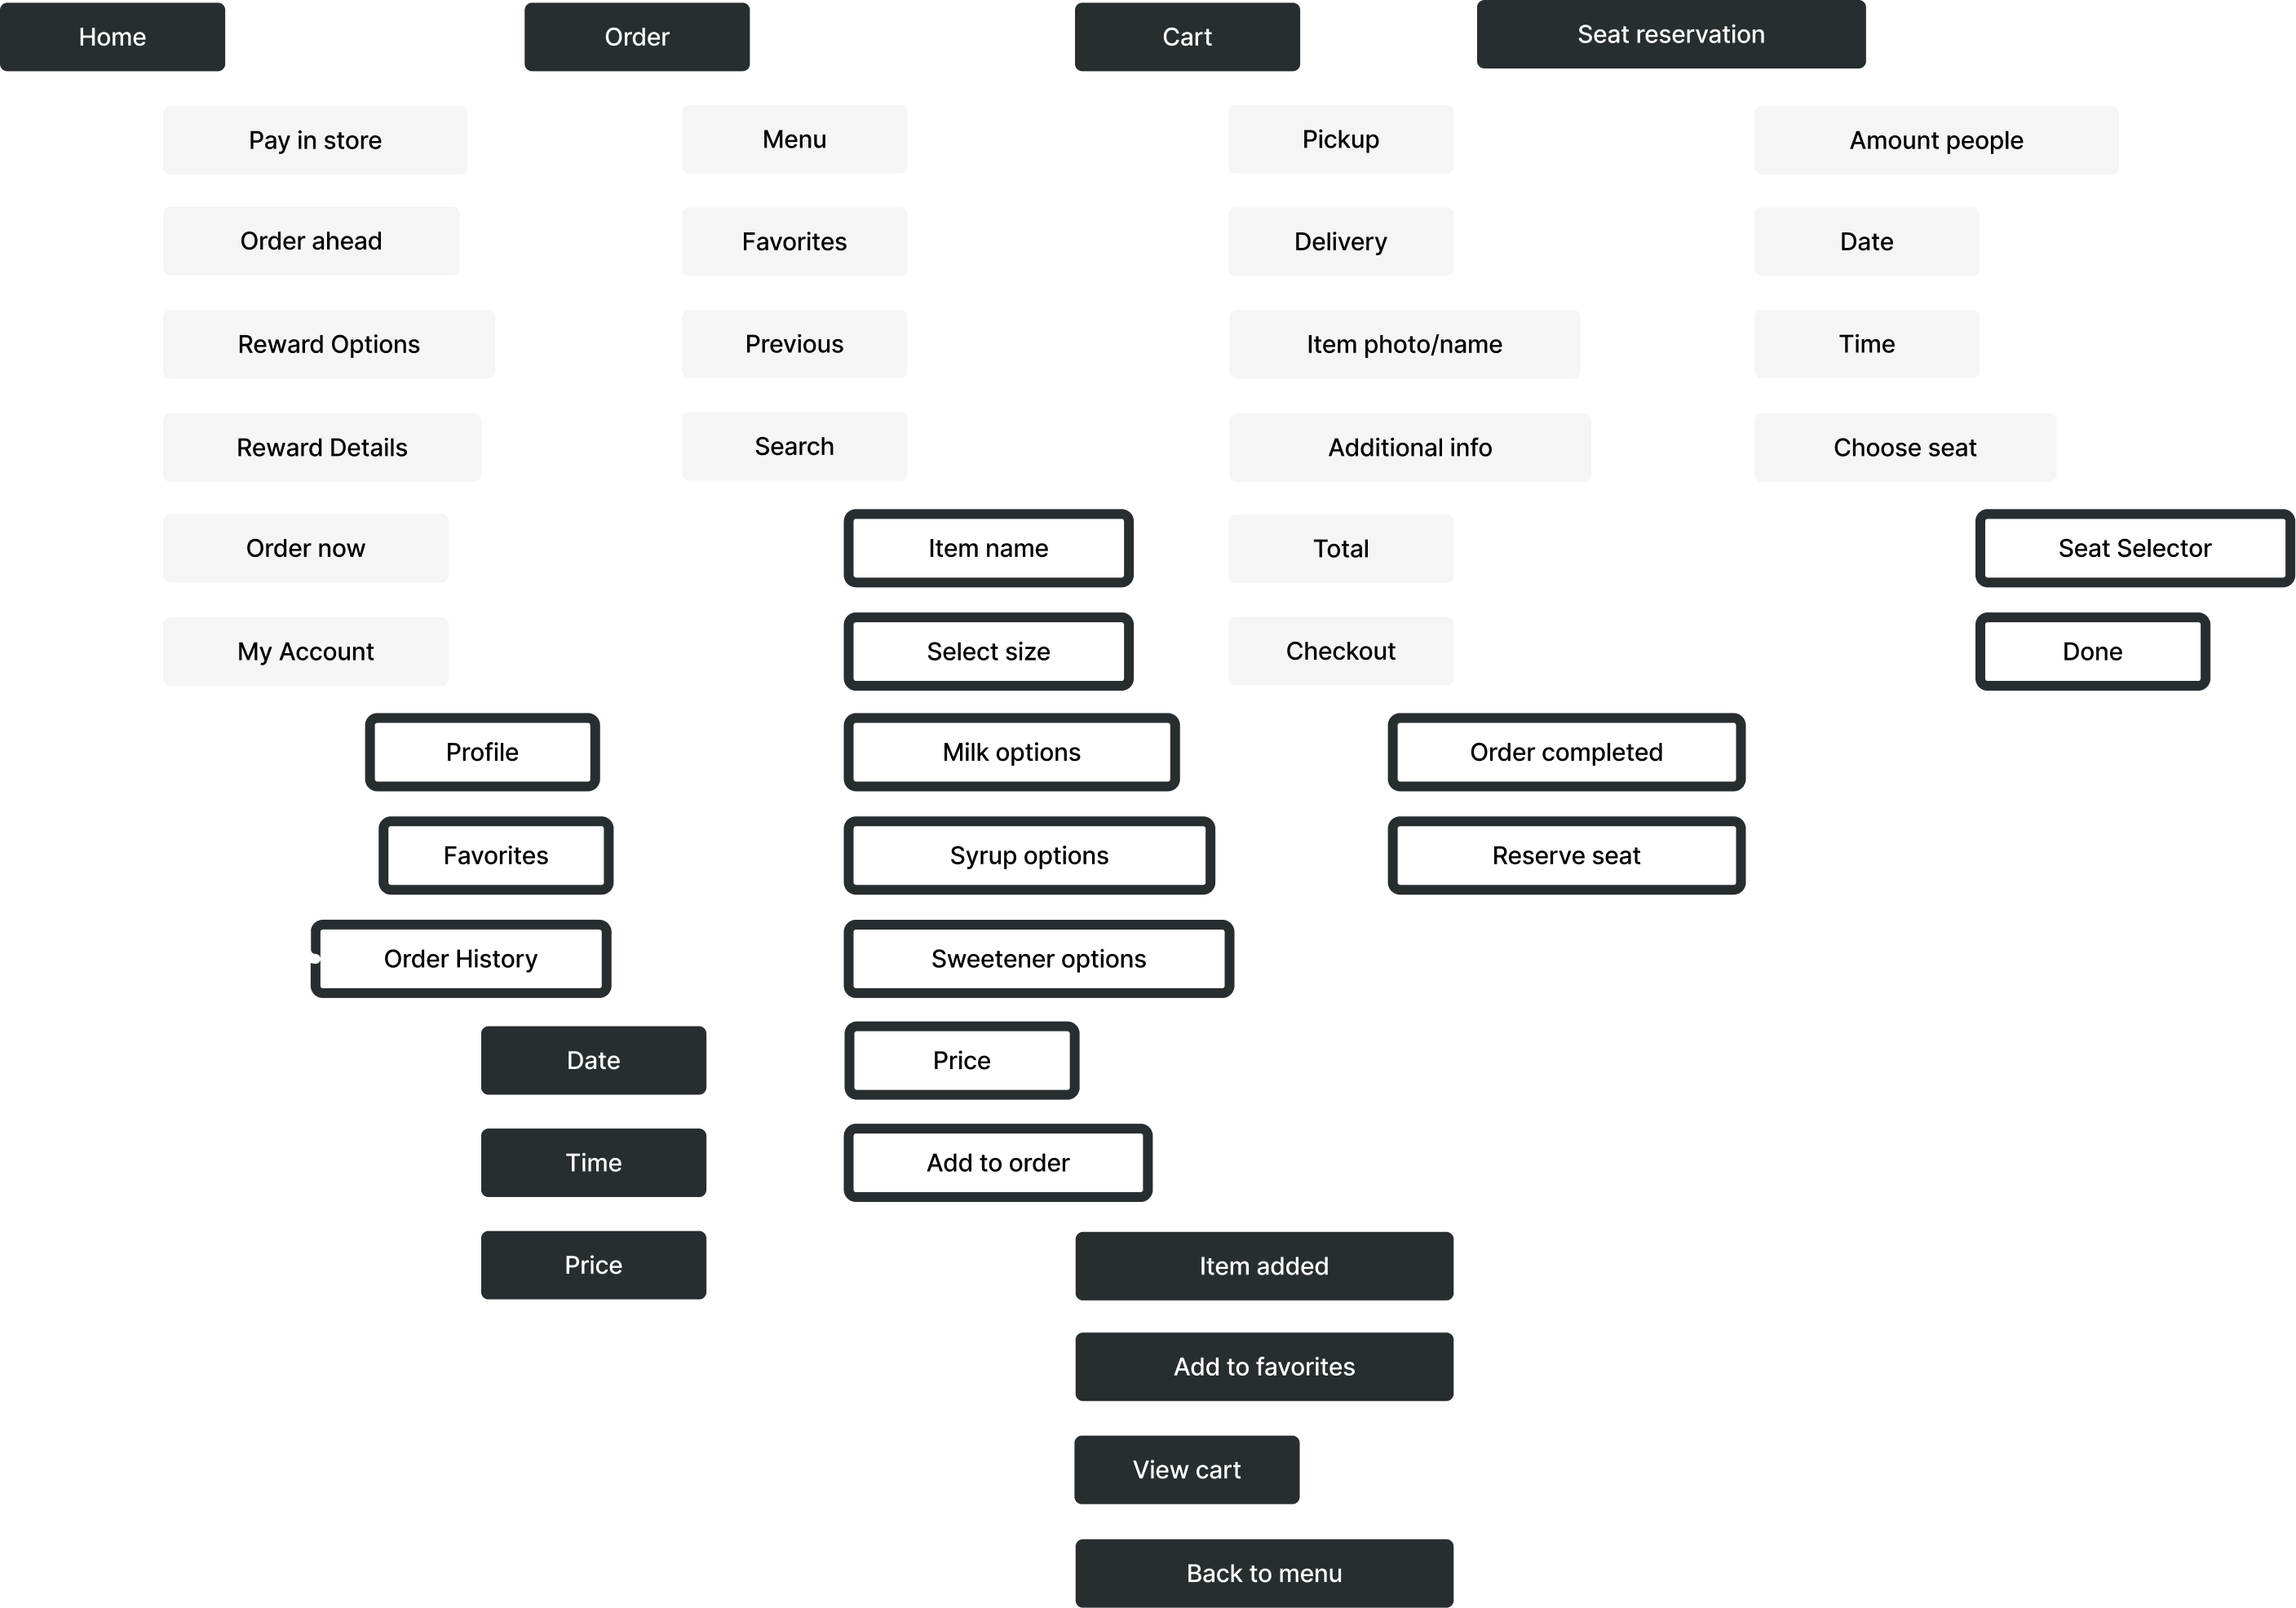 Home
Pay in store
Order ahead
Reward Options
Reward Details
Order now
My Account
Profile
Favorites
Order History
Date
Time
Price
Order
Menu
Favorites
Previous
Search
Item name
Select size
Milk options
Syrup options
Sweetener options
Price
Add to order
Item added
Add to favorites
View cart
Back to menu
Cart
Pickup
Delivery
Item photo/name
Additional info
Total
Checkout
Order completed
Reserve seat
Seat reservation
Amount people
Date
Time
Choose seat
Seat Selector
Done